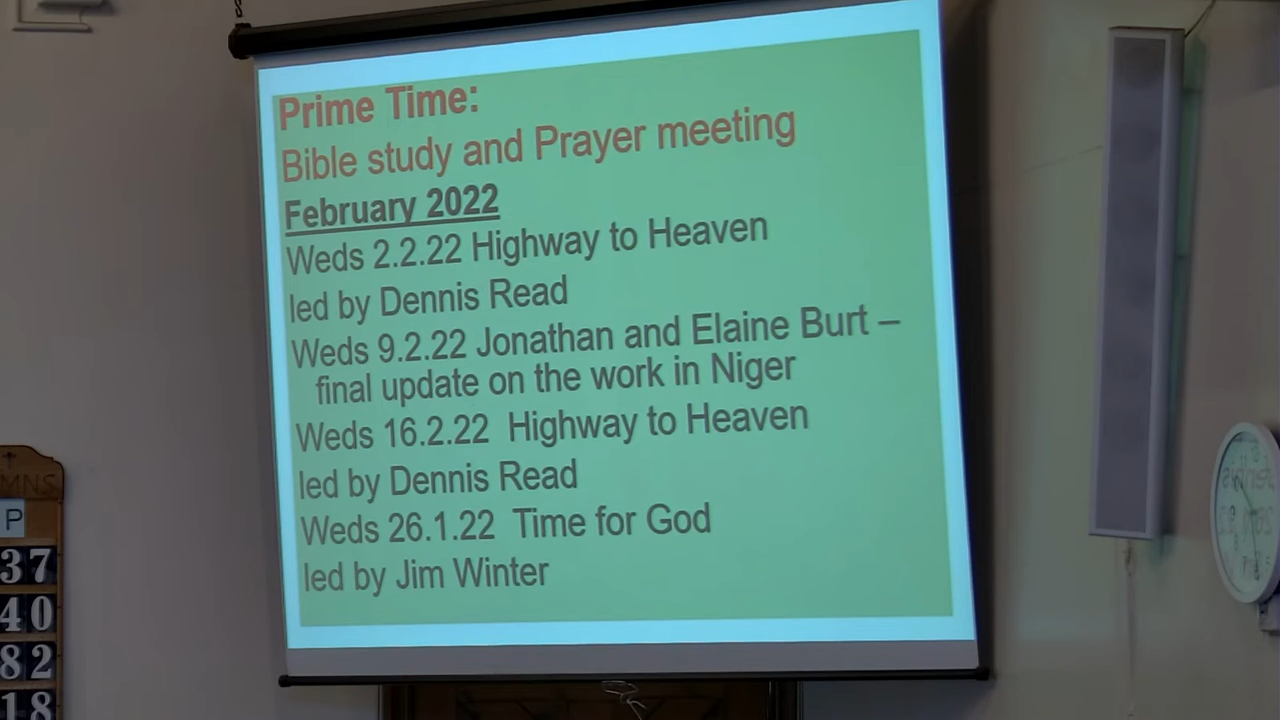 Prime Time:
Bible study and Prayer meeting
February 2022
Weds 2.2.22 Highway to Heaven
led by Dennis Read
Weds 9.2.22 Jonathan and Elaine Burt –
final update on the work in Niger
Weds 16.2.22 Highway to Heaven
led by Dennis Read
Weds 26.1.22 Time for God
led by Jim Winter
MNS
P
37
40
82
18